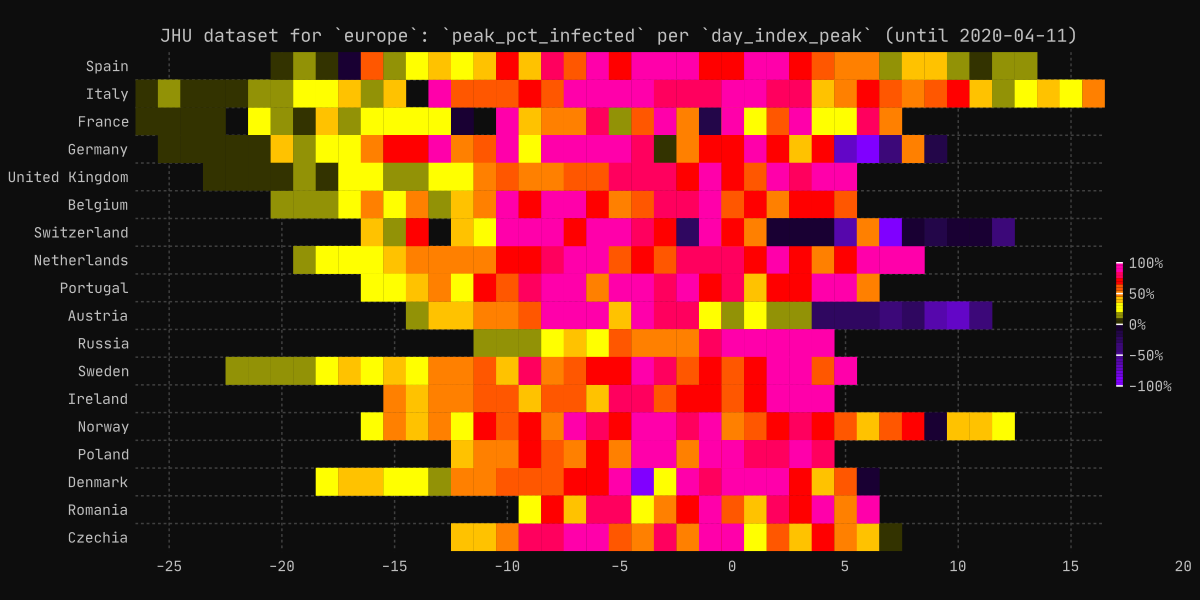 JHU dataset for `europe`: `peak_pct_infected` per `day_index_peak` (until 2020-04-11)
Spain
Italy
France
Germany
United Kingdom
Belgium
Switzerland
Netherlands
Portugal
Austria
Russia
Sweden
Ireland
Norway
Poland
Denmark
Romania
Czechia
100%
50%
0%
-50%
-100%
-25 -20 -15 -10 -5 0 5 10 15 20